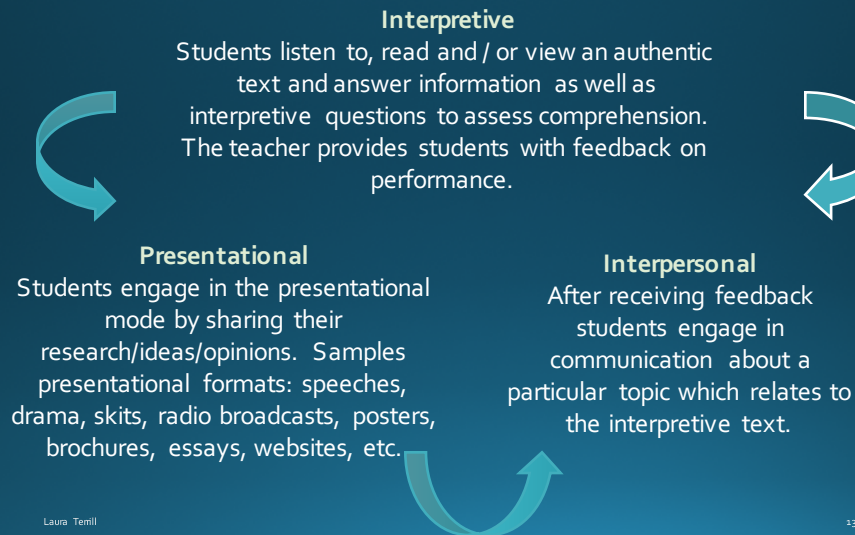 Interpretive
Students listen to, read and / or view an authentic
text and answer information as well as
interpretive questions to assess comprehension.
The teacher provides students with feedback on
performance.
Presentational
Students engage in the presentational
mode by sharing their
research/ideas/opinions. Samples
presentational formats: speeches,
drama, skits, radio broadcasts, posters,
brochures, essays, websites, etc.
Interpersonal
After receiving feedback
students engage in
communication about a
particular topic which relates to
the interpretive text.
Laura Terrill
13